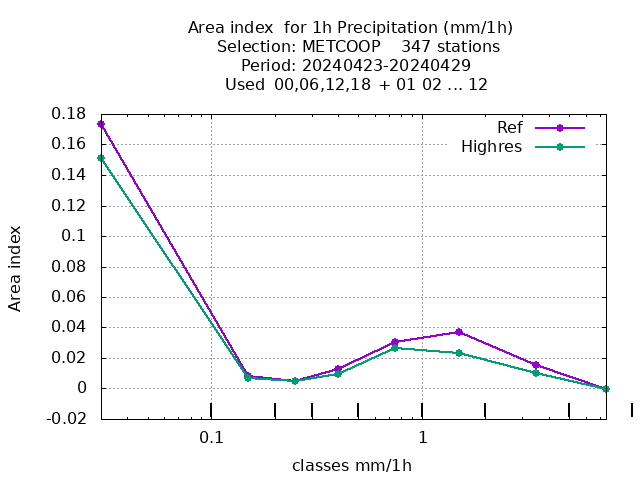 Area index  for 1h Precipitation (mm/1h)
Selection: METCOOP    347 stations
Period: 20240423-20240429
Used  00,06,12,18 + 01 02 ... 12
Ref
Highres
0.18
0.16
0.14
0.12
0.1
0.08
0.06
0.04
0.02
0
-0.02
Area index
0.1
1
classes mm/1h